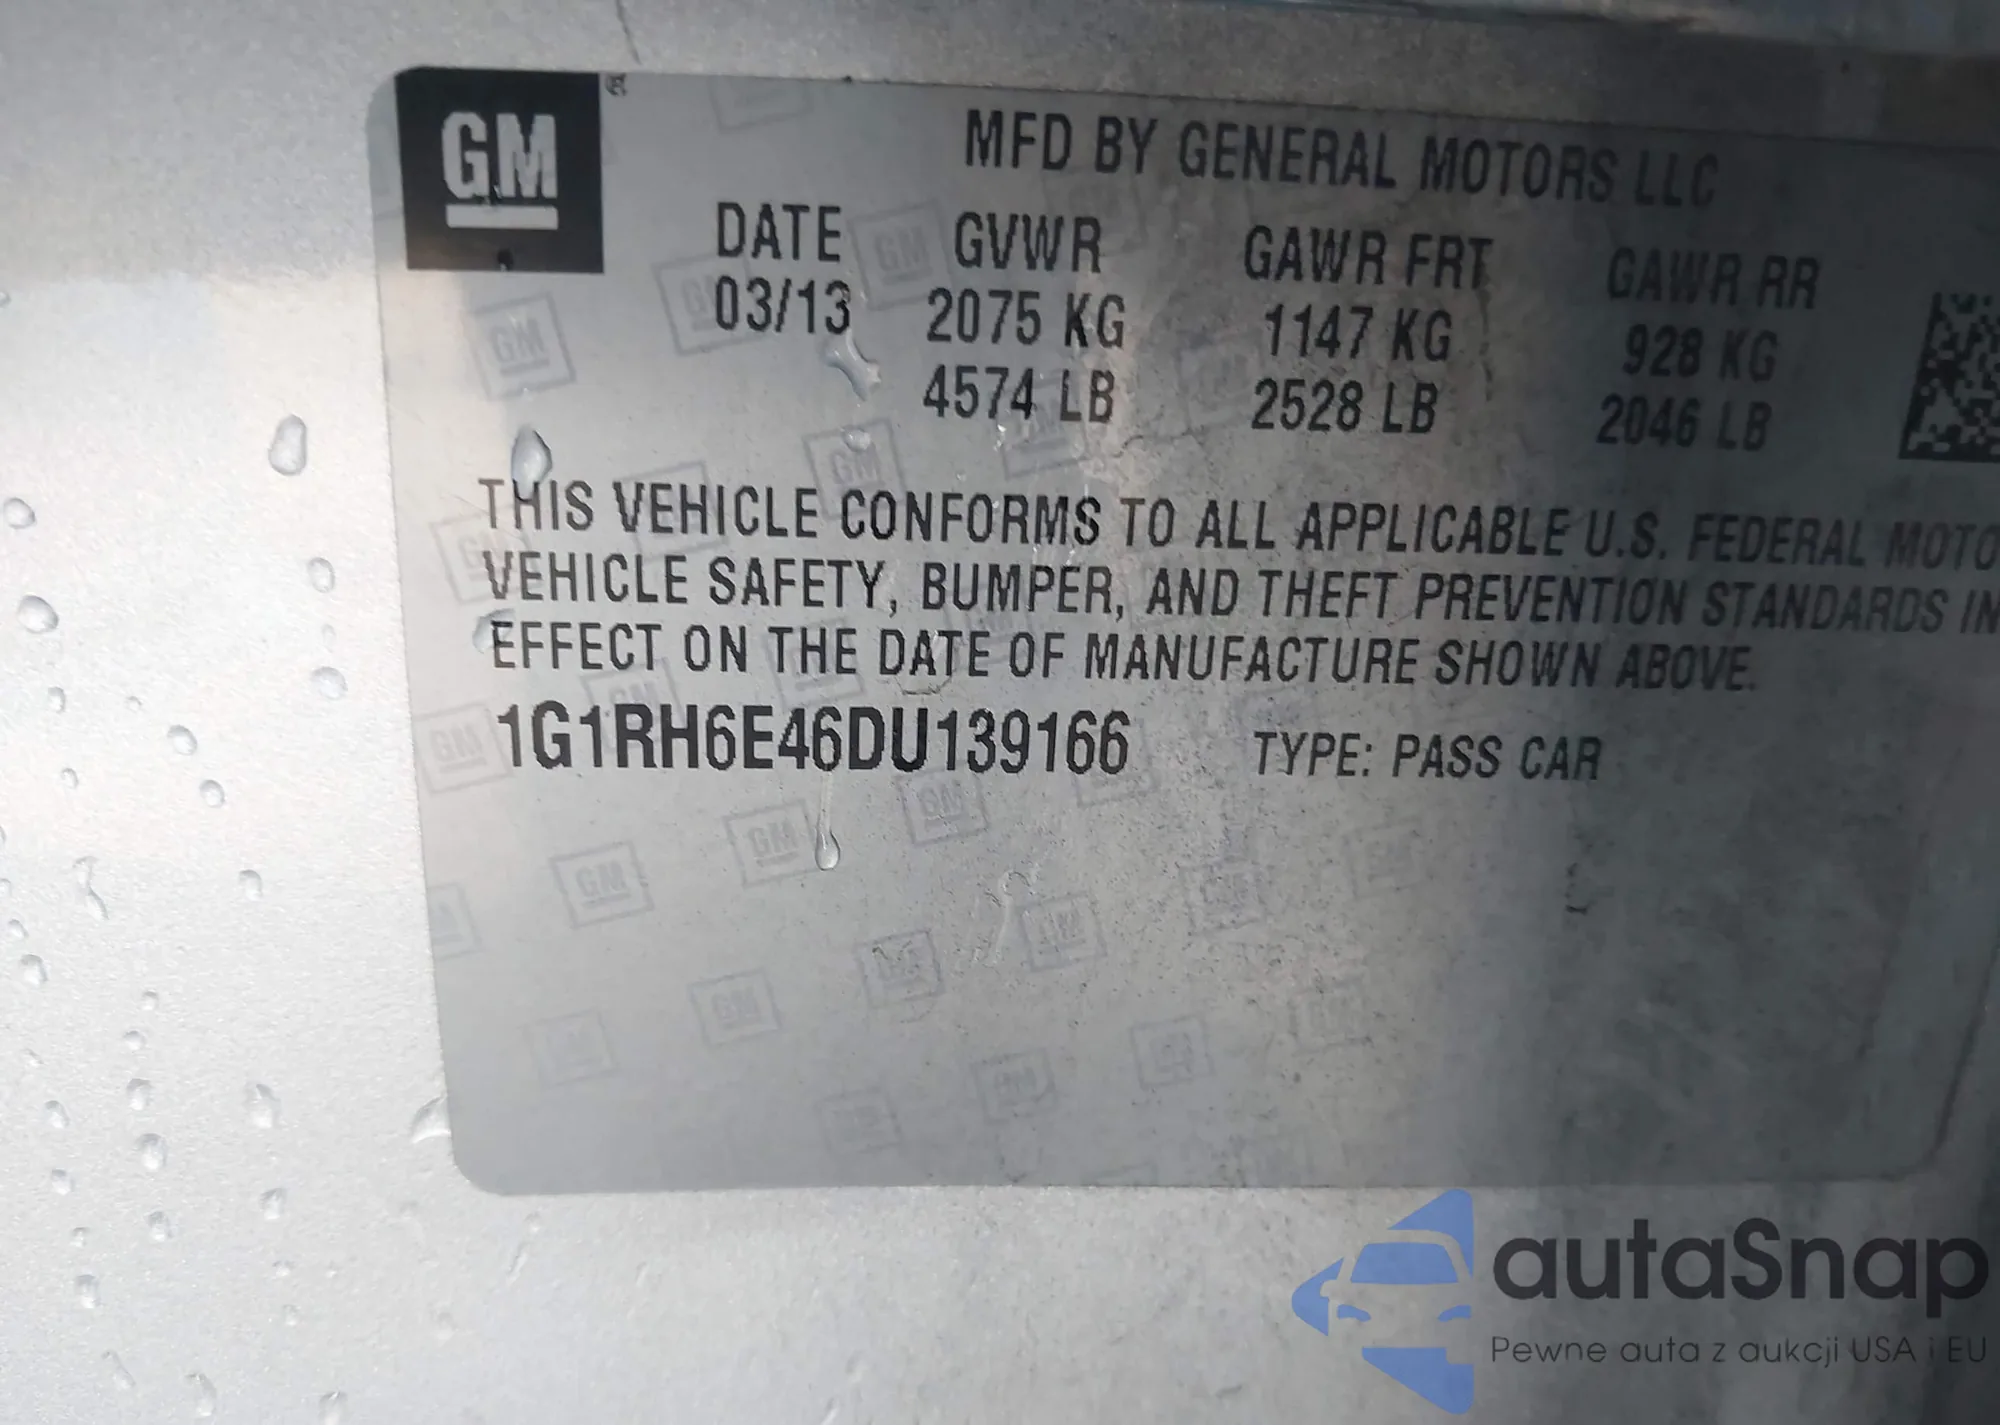 GM
MFD BY GENERAL MOTORS LLC
DATE GVWR GAWR FRT GAWR RR
03/13 2075 KG 1147 KG 928 KG
4574 LB 2528 LB 2046 LB
THIS VEHICLE CONFORMS TO ALL APPLICABLE U.S. FEDERAL MOTO
VEHICLE SAFETY, BUMPER, AND THEFT PREVENTION STANDARDS IN
EFFECT ON THE DATE OF MANUFACTURE SHOWN ABOVE.
1G1RH6E46DU139166 TYPE: PASS CAR
autaSnap
Pewne auta z aukcji USA i EU